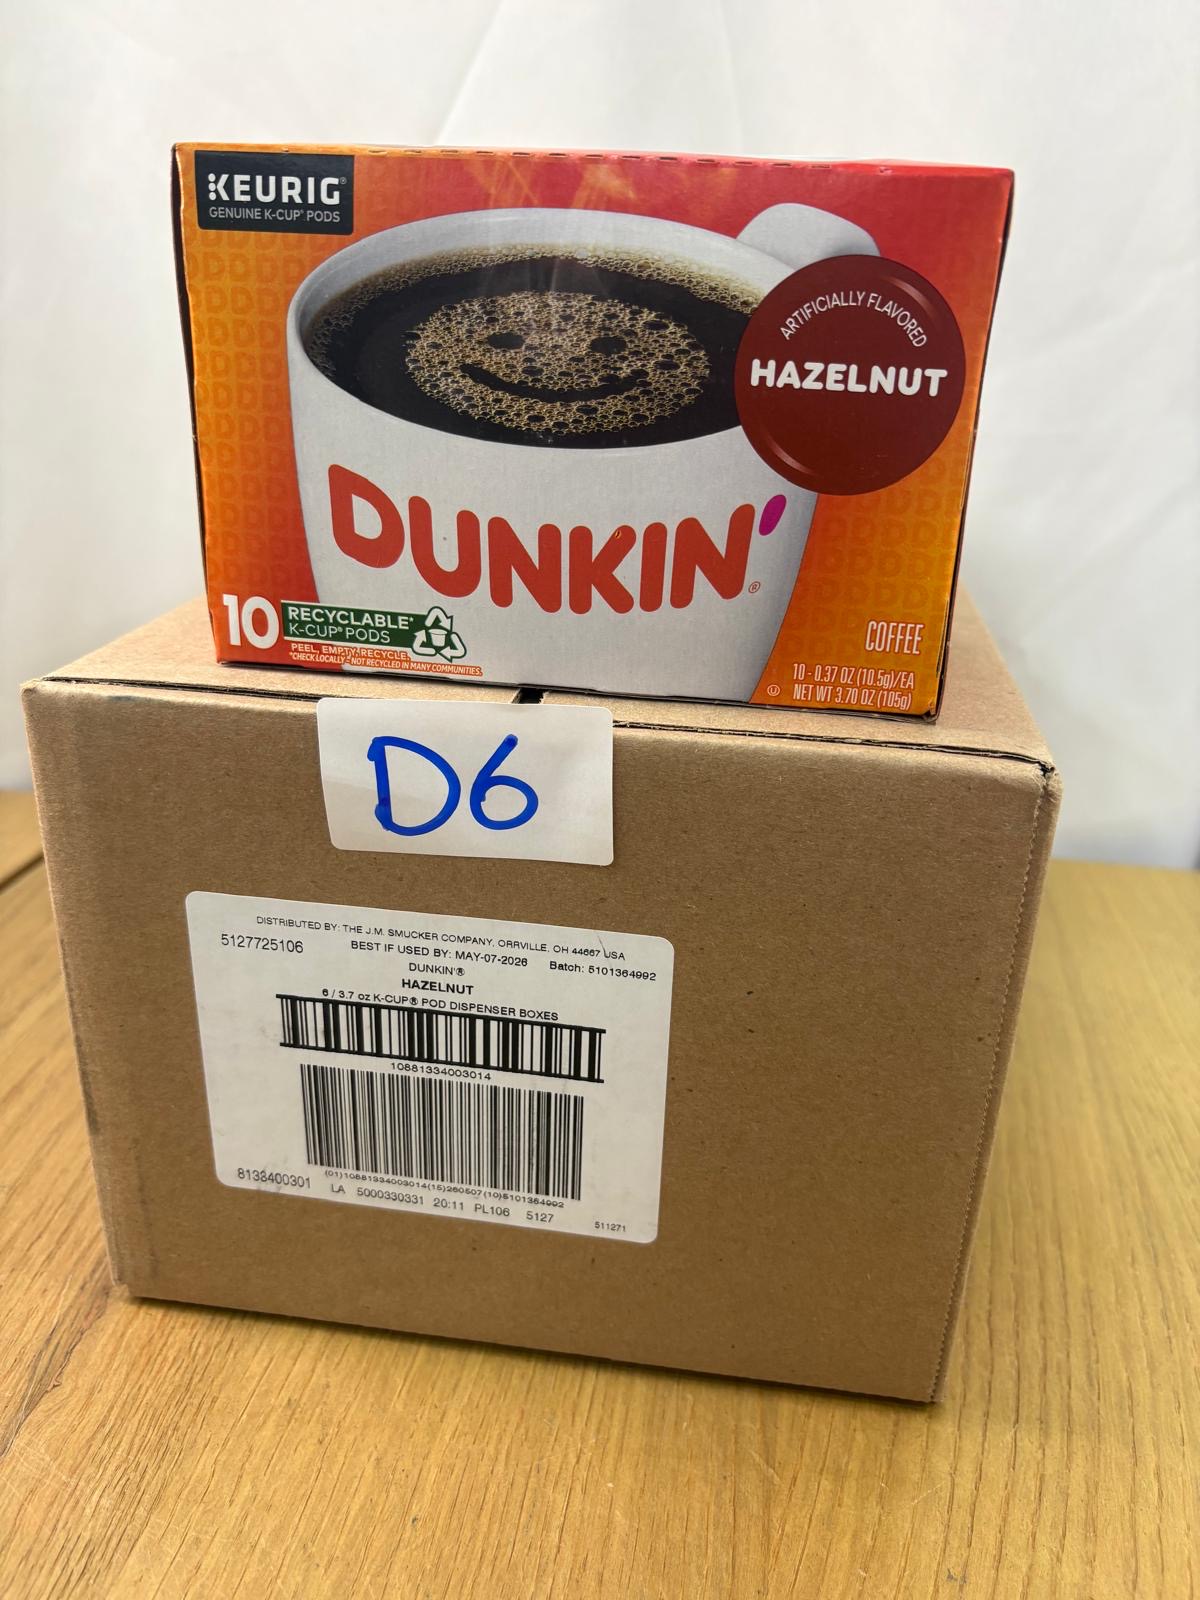 KEURIG®
GENUINE K-CUP® PODS
ARTIFICIALLY FLAVORED
HAZELNUT
DUNKIN'®
10
RECYCLABLE*
K-CUP® PODS
PEEL, EMPTY, RECYCLE.
*CHECK LOCALLY - NOT RECYCLED IN MANY COMMUNITIES.
COFFEE
10 - 0.37 OZ (10.5g)/EA
U
NET WT 3.70 OZ (105g)
D6
DISTRIBUTED BY: THE J.M. SMUCKER COMPANY, ORRVILLE, OH 44667 USA
5127725106
BEST IF USED BY: MAY-07-2026
Batch: 5101364992
DUNKIN'®
HAZELNUT
6 / 3.7 oz K-CUP® POD DISPENSER BOXES
10881334003014
(01)10881334003014(15)260507(10)5101364992
8133400301
LA 5000330331 20:11 PL106 5127
511271